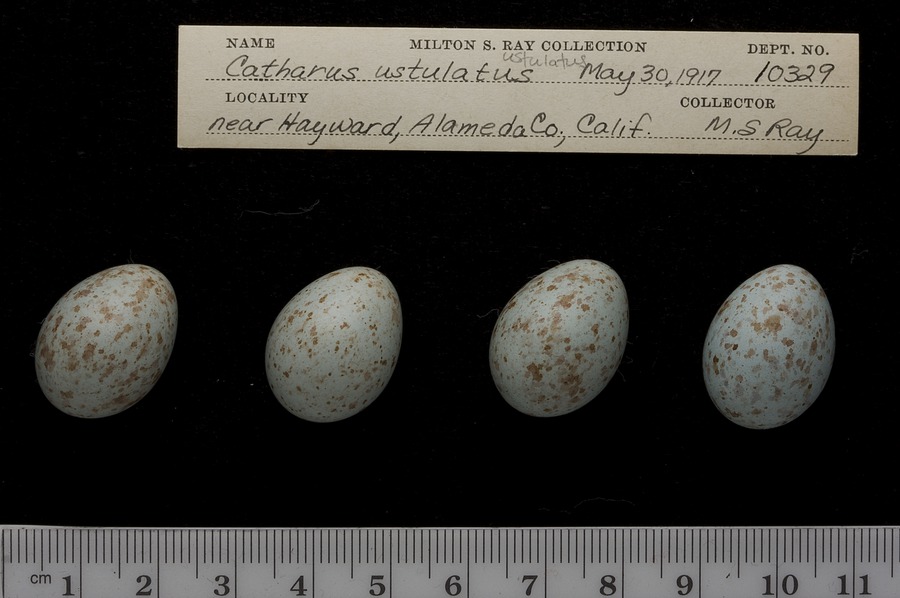 NAME MILTON S. RAY COLLECTION DEPT. NO.
ustulatus
Catharus ustulatus May 30, 1917 10329
LOCALITY COLLECTOR
near Hayward, Alameda Co., Calif. M.S Ray
cm 1 2 3 4 5 6 7 8 9 10 11